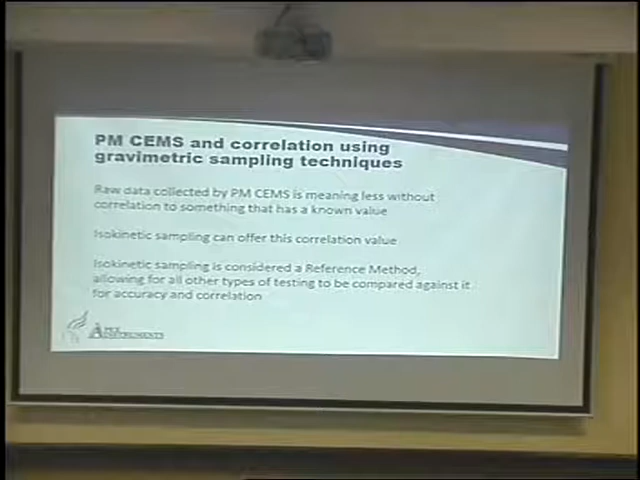 PM CEMS and correlation using
gravimetric sampling techniques
Raw data collected by PM CEMS is meaning less without
correlation to something that has a known value
Isokinetic sampling can offer this correlation value
Isokinetic sampling is considered a Reference Method,
allowing for all other types of testing to be compared against it
for accuracy and correlation
APEX
INSTRUMENTS